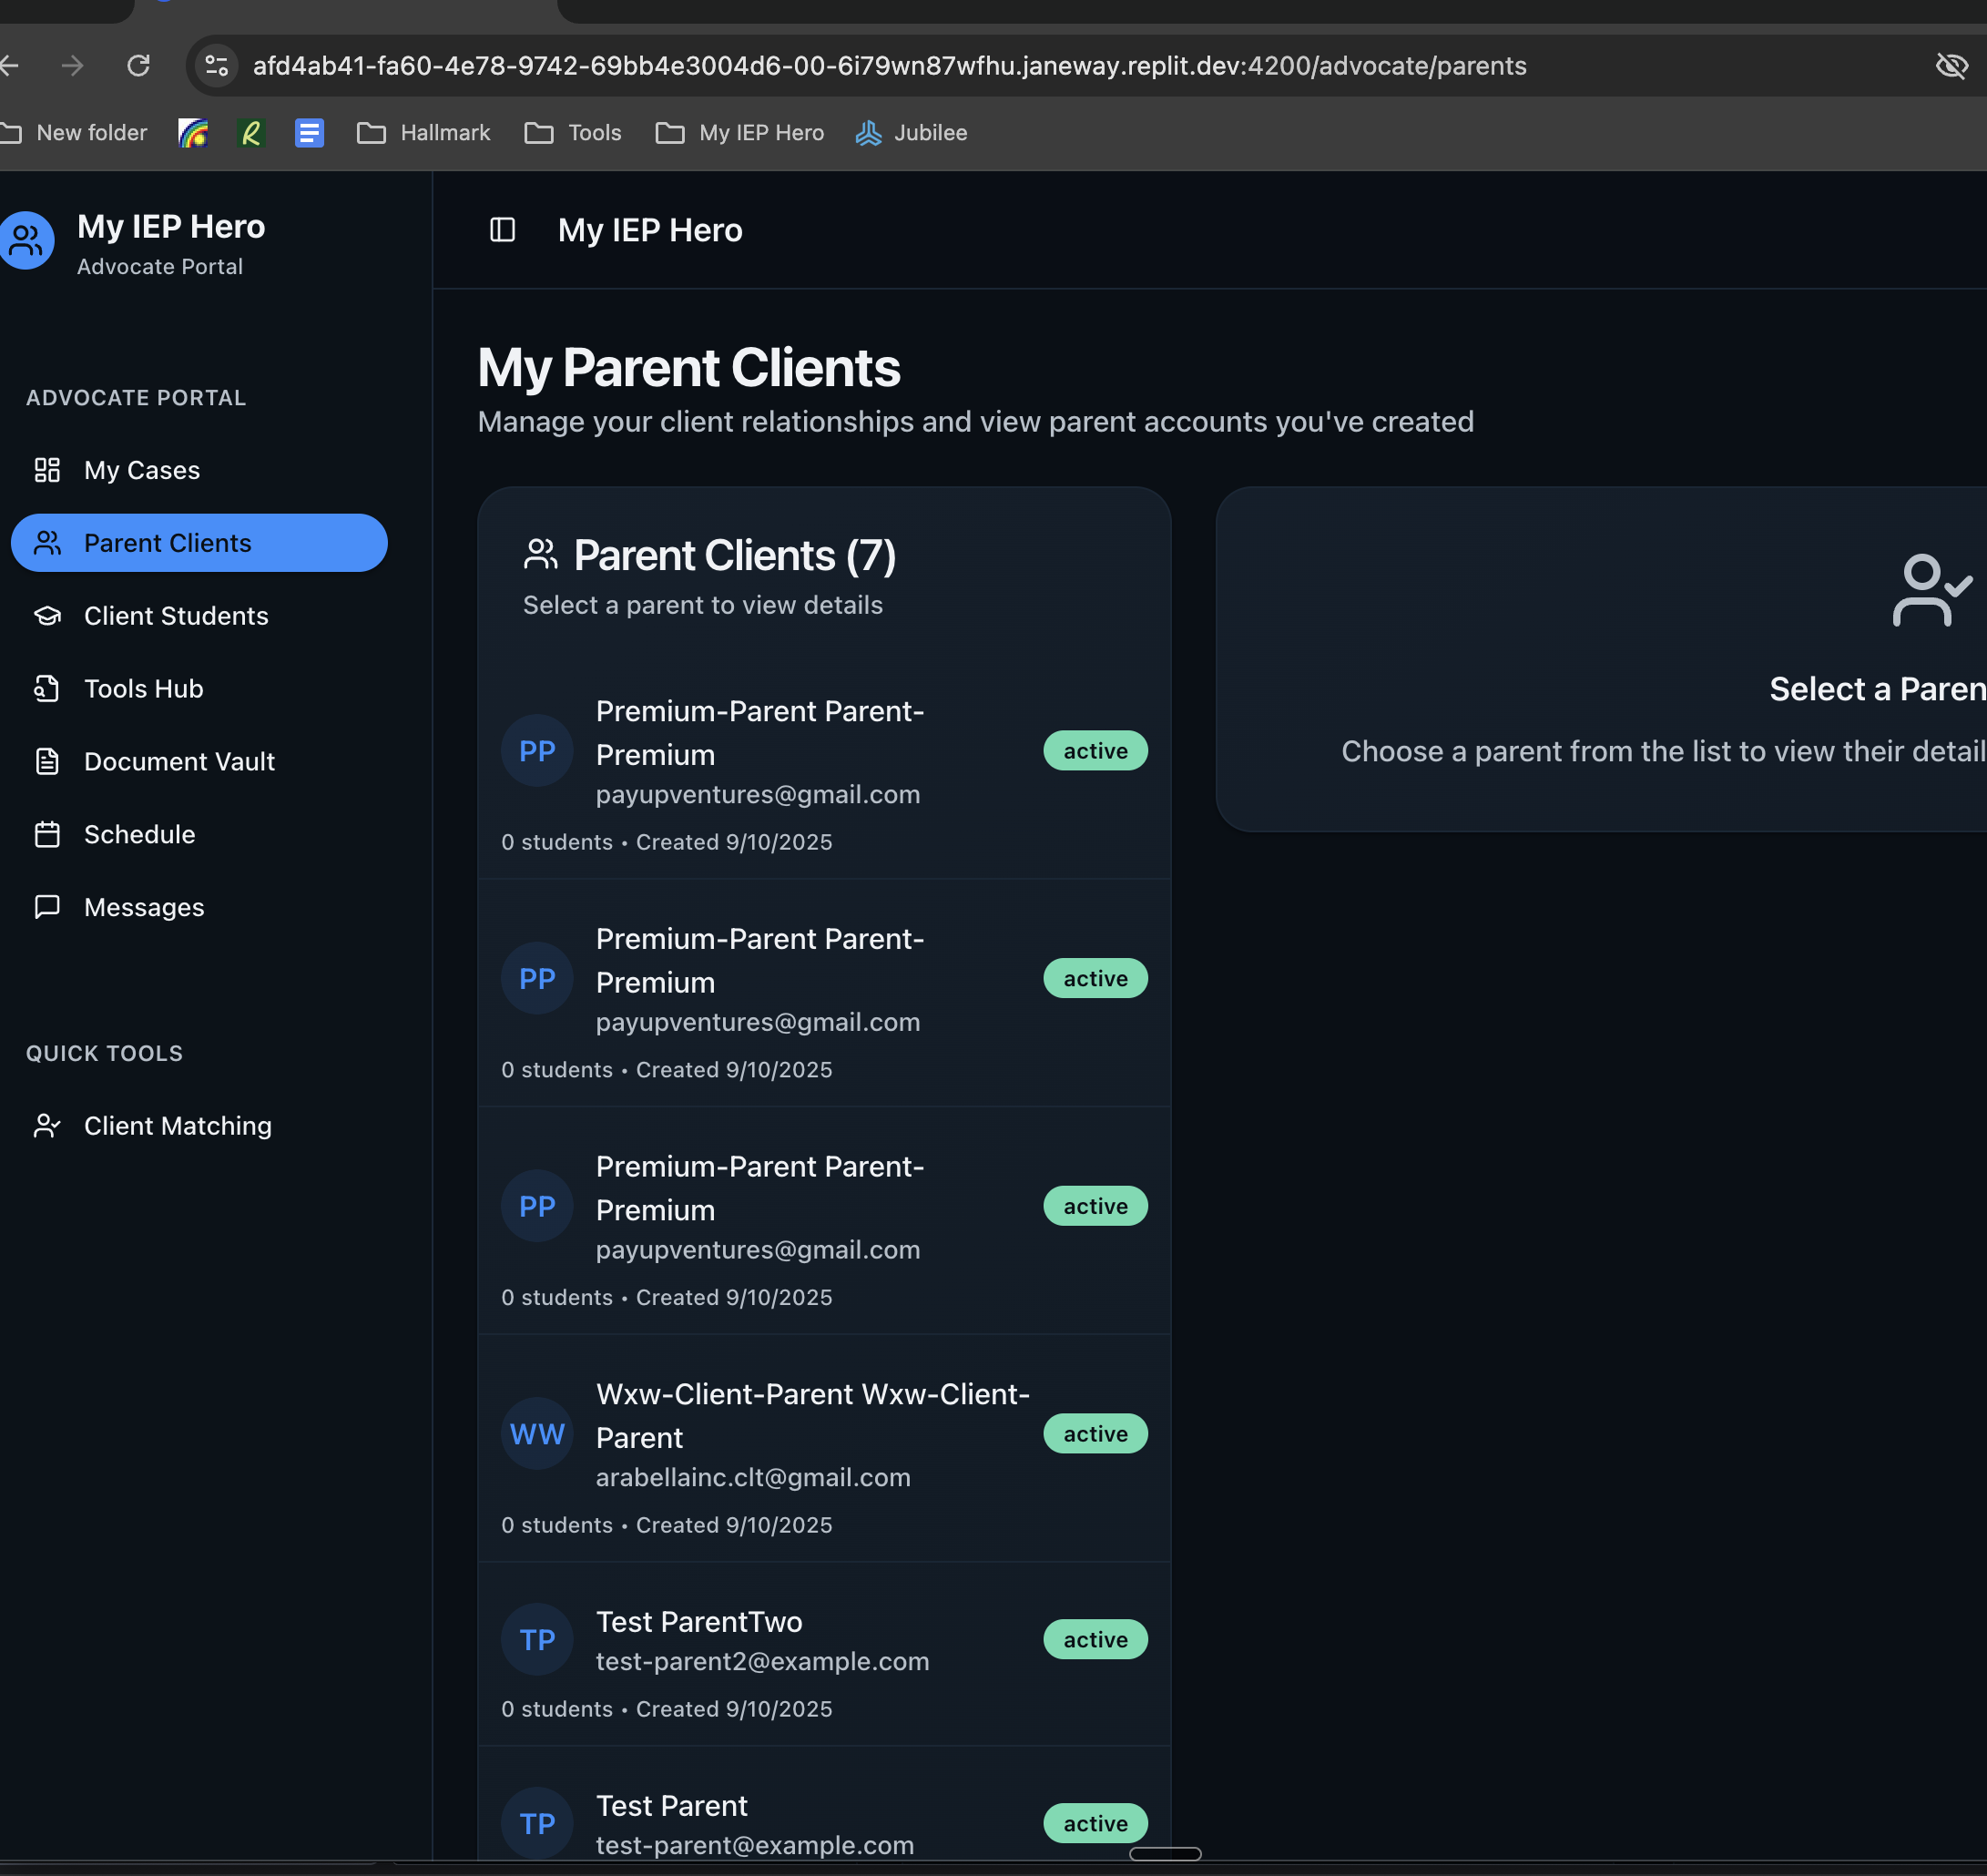 afd4ab41-fa60-4e78-9742-69bb4e3004d6-00-6i79wn87wfhu.janeway.replit.dev:4200/advocate/parents
New folder
Hallmark
Tools
My IEP Hero
Jubilee
My IEP Hero
Advocate Portal
ADVOCATE PORTAL
My Cases
Parent Clients
Client Students
Tools Hub
Document Vault
Schedule
Messages
QUICK TOOLS
Client Matching
My IEP Hero
My Parent Clients
Manage your client relationships and view parent accounts you've created
Parent Clients (7)
Select a parent to view details
PP
Premium-Parent Parent-
Premium
payupventures@gmail.com
active
0 students • Created 9/10/2025
PP
Premium-Parent Parent-
Premium
payupventures@gmail.com
active
0 students • Created 9/10/2025
PP
Premium-Parent Parent-
Premium
payupventures@gmail.com
active
0 students • Created 9/10/2025
WW
Wxw-Client-Parent Wxw-Client-
Parent
arabellainc.clt@gmail.com
active
0 students • Created 9/10/2025
TP
Test ParentTwo
test-parent2@example.com
active
0 students • Created 9/10/2025
TP
Test Parent
test-parent@example.com
active
Select a Paren
Choose a parent from the list to view their detail